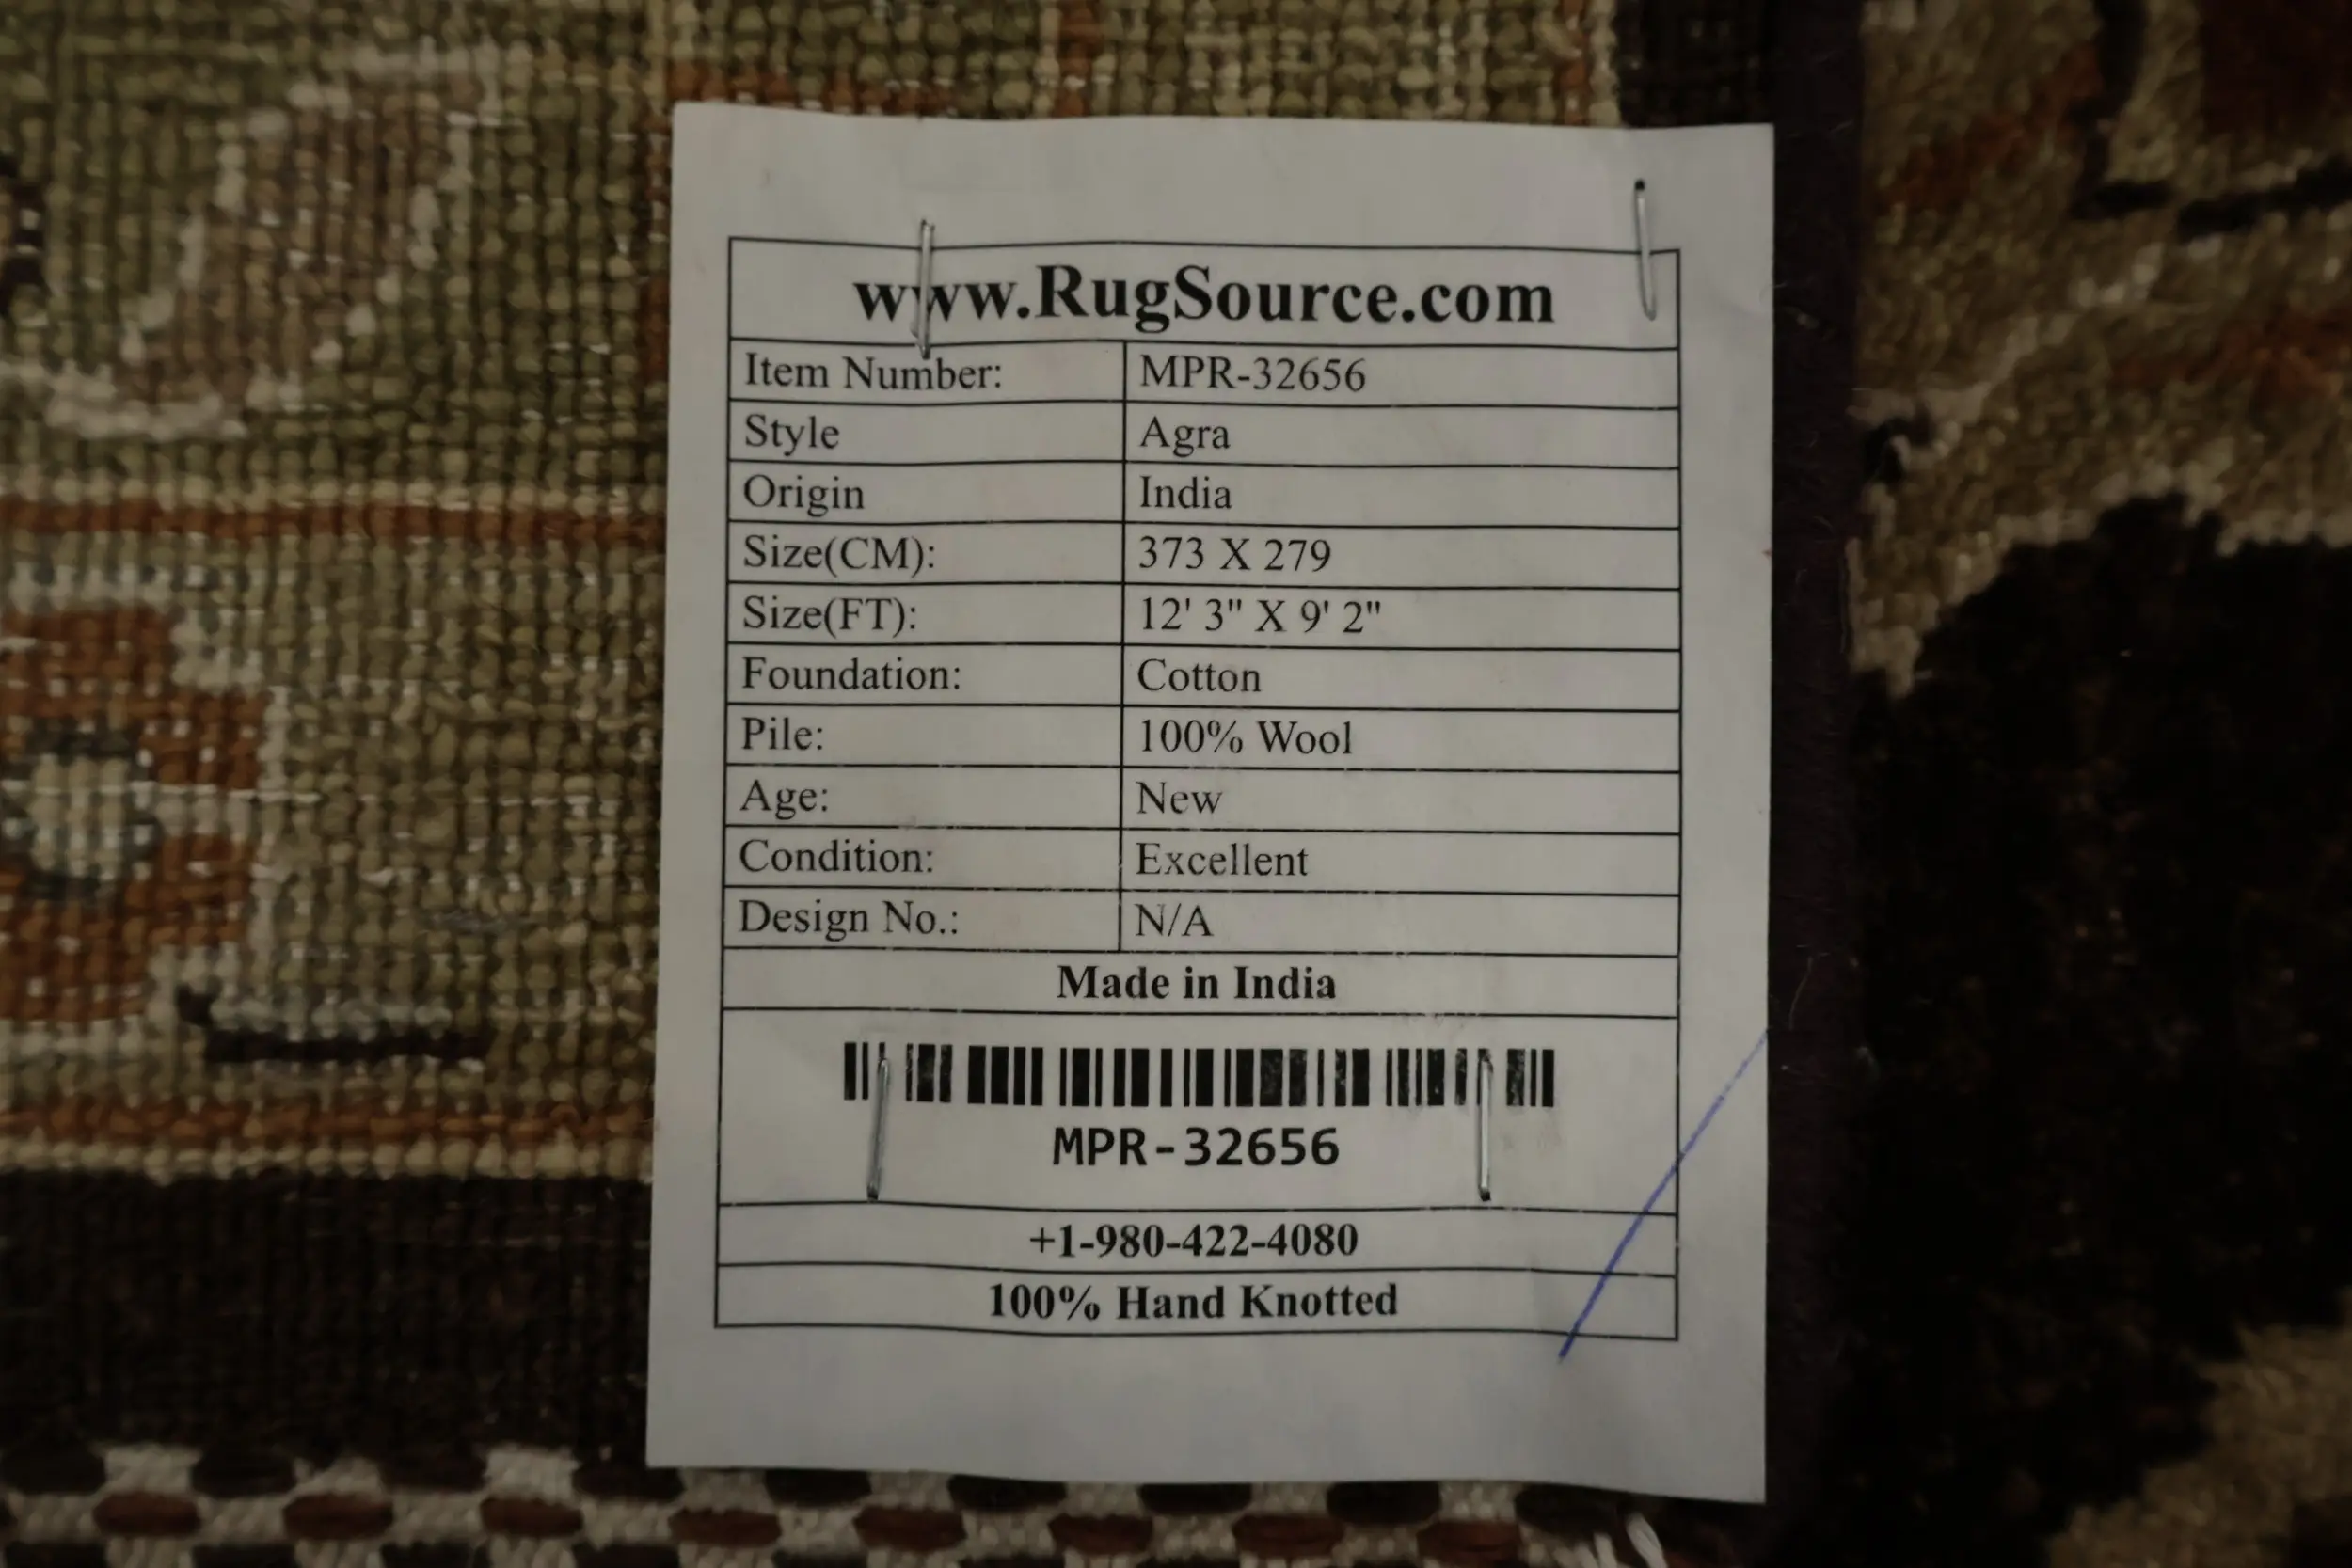 www.RugSource.com
Item Number: MPR-32656
Style Agra
Origin India
Size(CM): 373 X 279
Size(FT): 12' 3" X 9' 2"
Foundation: Cotton
Pile: 100% Wool
Age: New
Condition: Excellent
Design No.: N/A
Made in India
MPR-32656
+1-980-422-4080
100% Hand Knotted